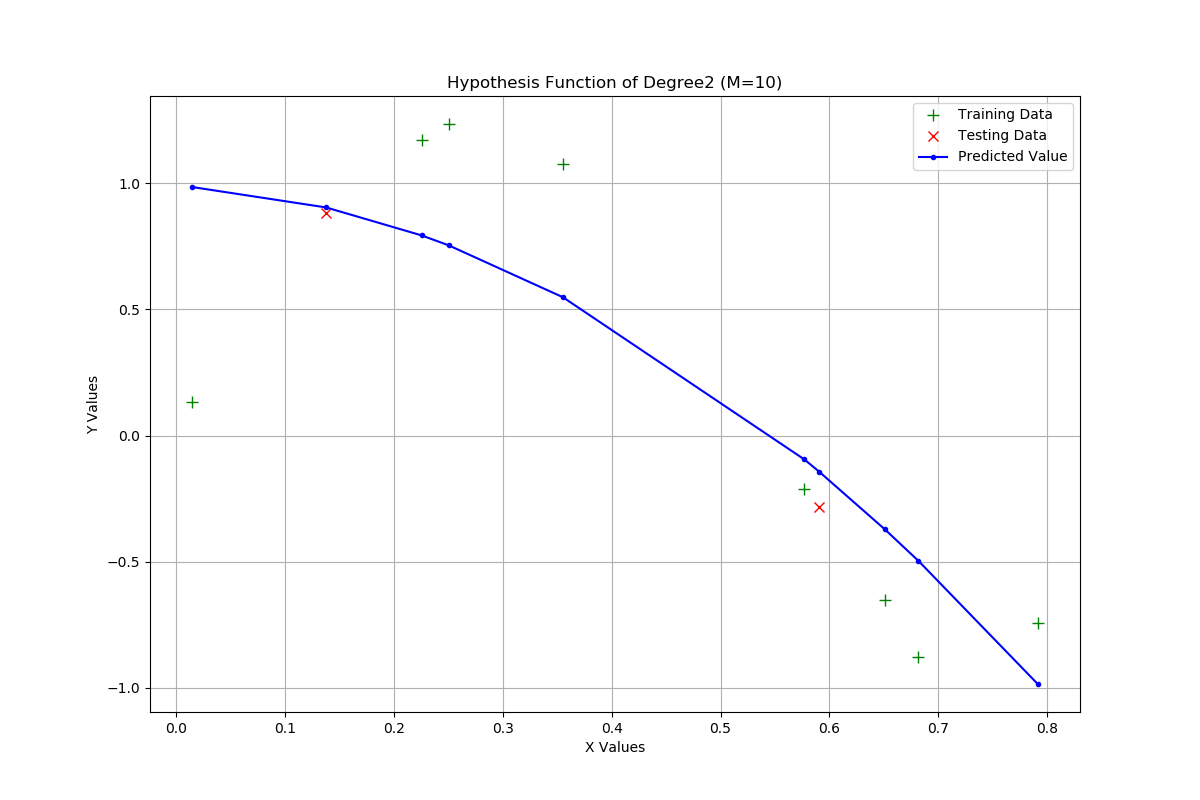 Hypothesis Function of Degree2 (M=10)
Training Data
Testing Data
Predicted Value
1.0
0.5
0.0
−0.5
−1.0
Y Values
0.0 0.1 0.2 0.3 0.4 0.5 0.6 0.7 0.8
X Values